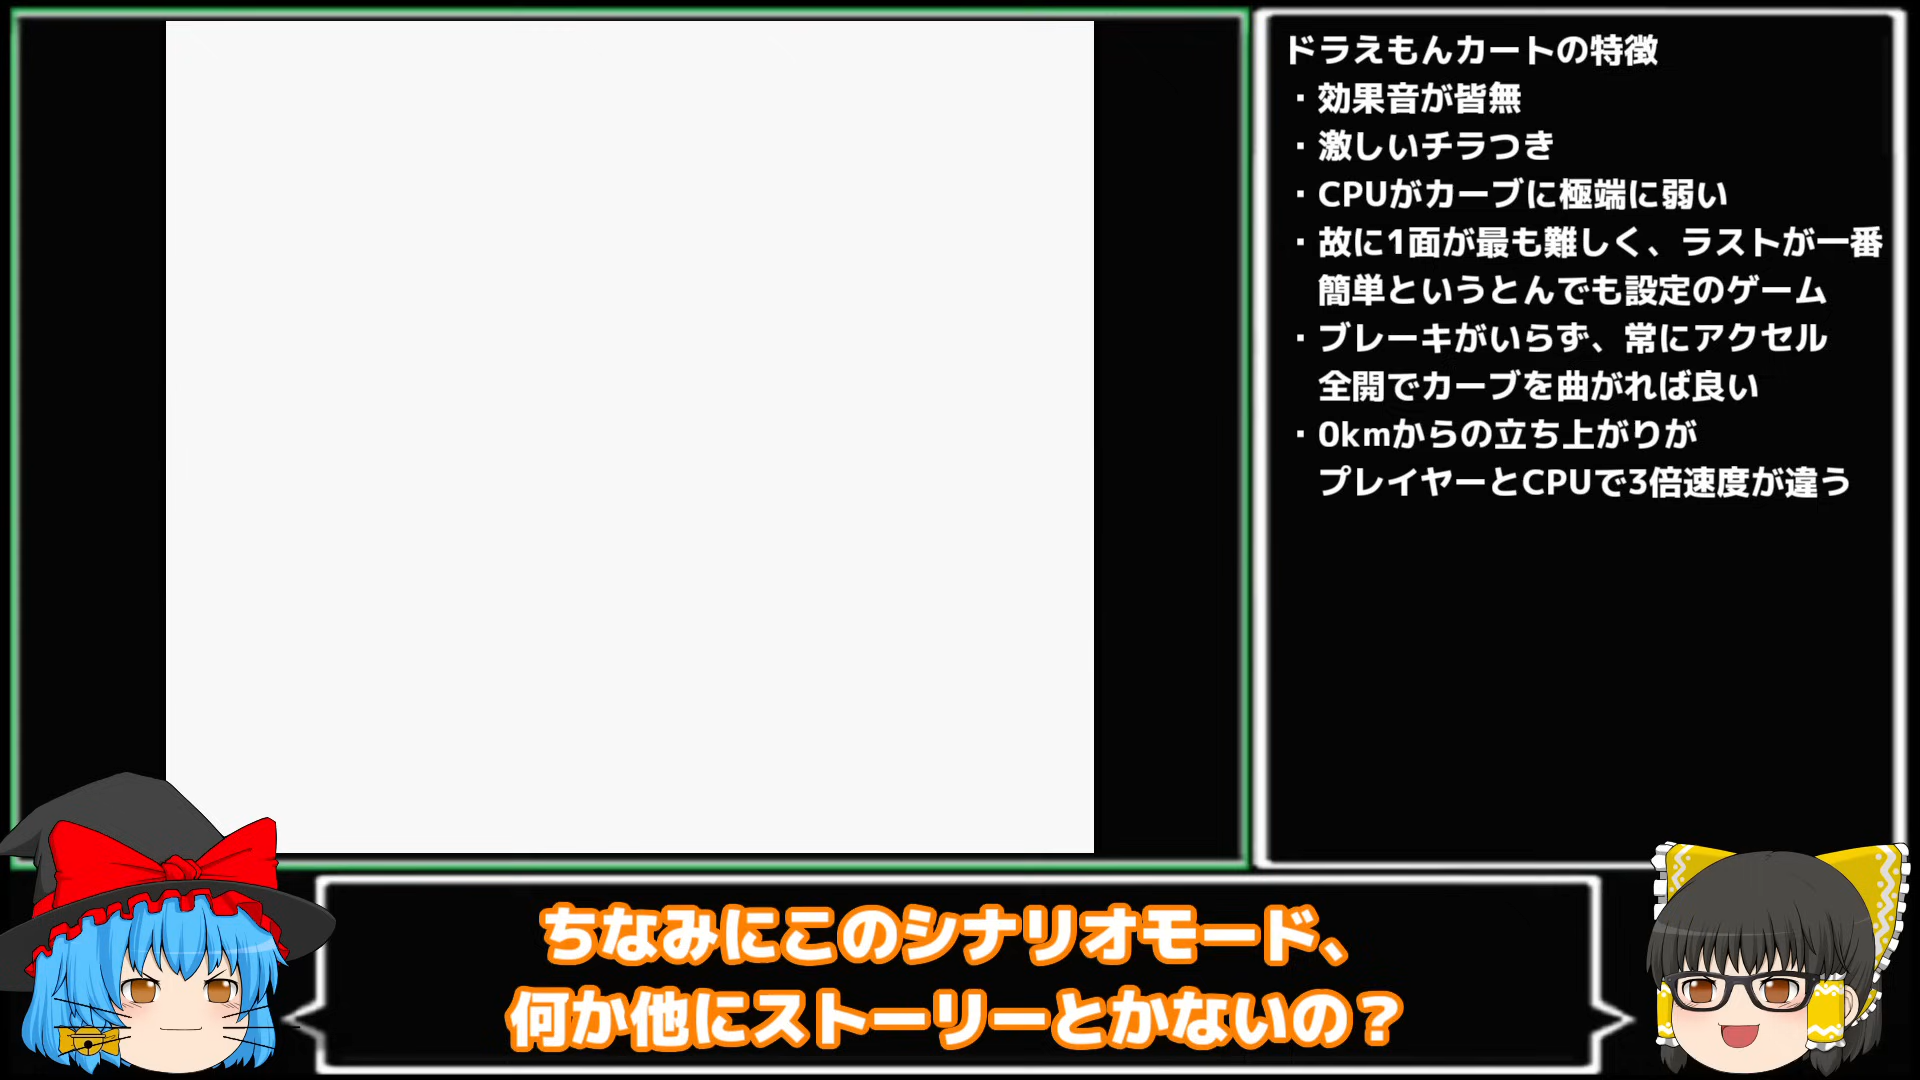 ドラえもんカートの特徴
・効果音が皆無
・激しいチラつき
・CPUがカーブに極端に弱い
・故に1面が最も難しく、ラストが一番
簡単というとんでも設定のゲーム
・ブレーキがいらず、常にアクセル
全開でカーブを曲がれば良い
・0kmからの立ち上がりが
プレイヤーとCPUで3倍速度が違う
ちなみにこのシナリオモード、
何か他にストーリーとかないの？